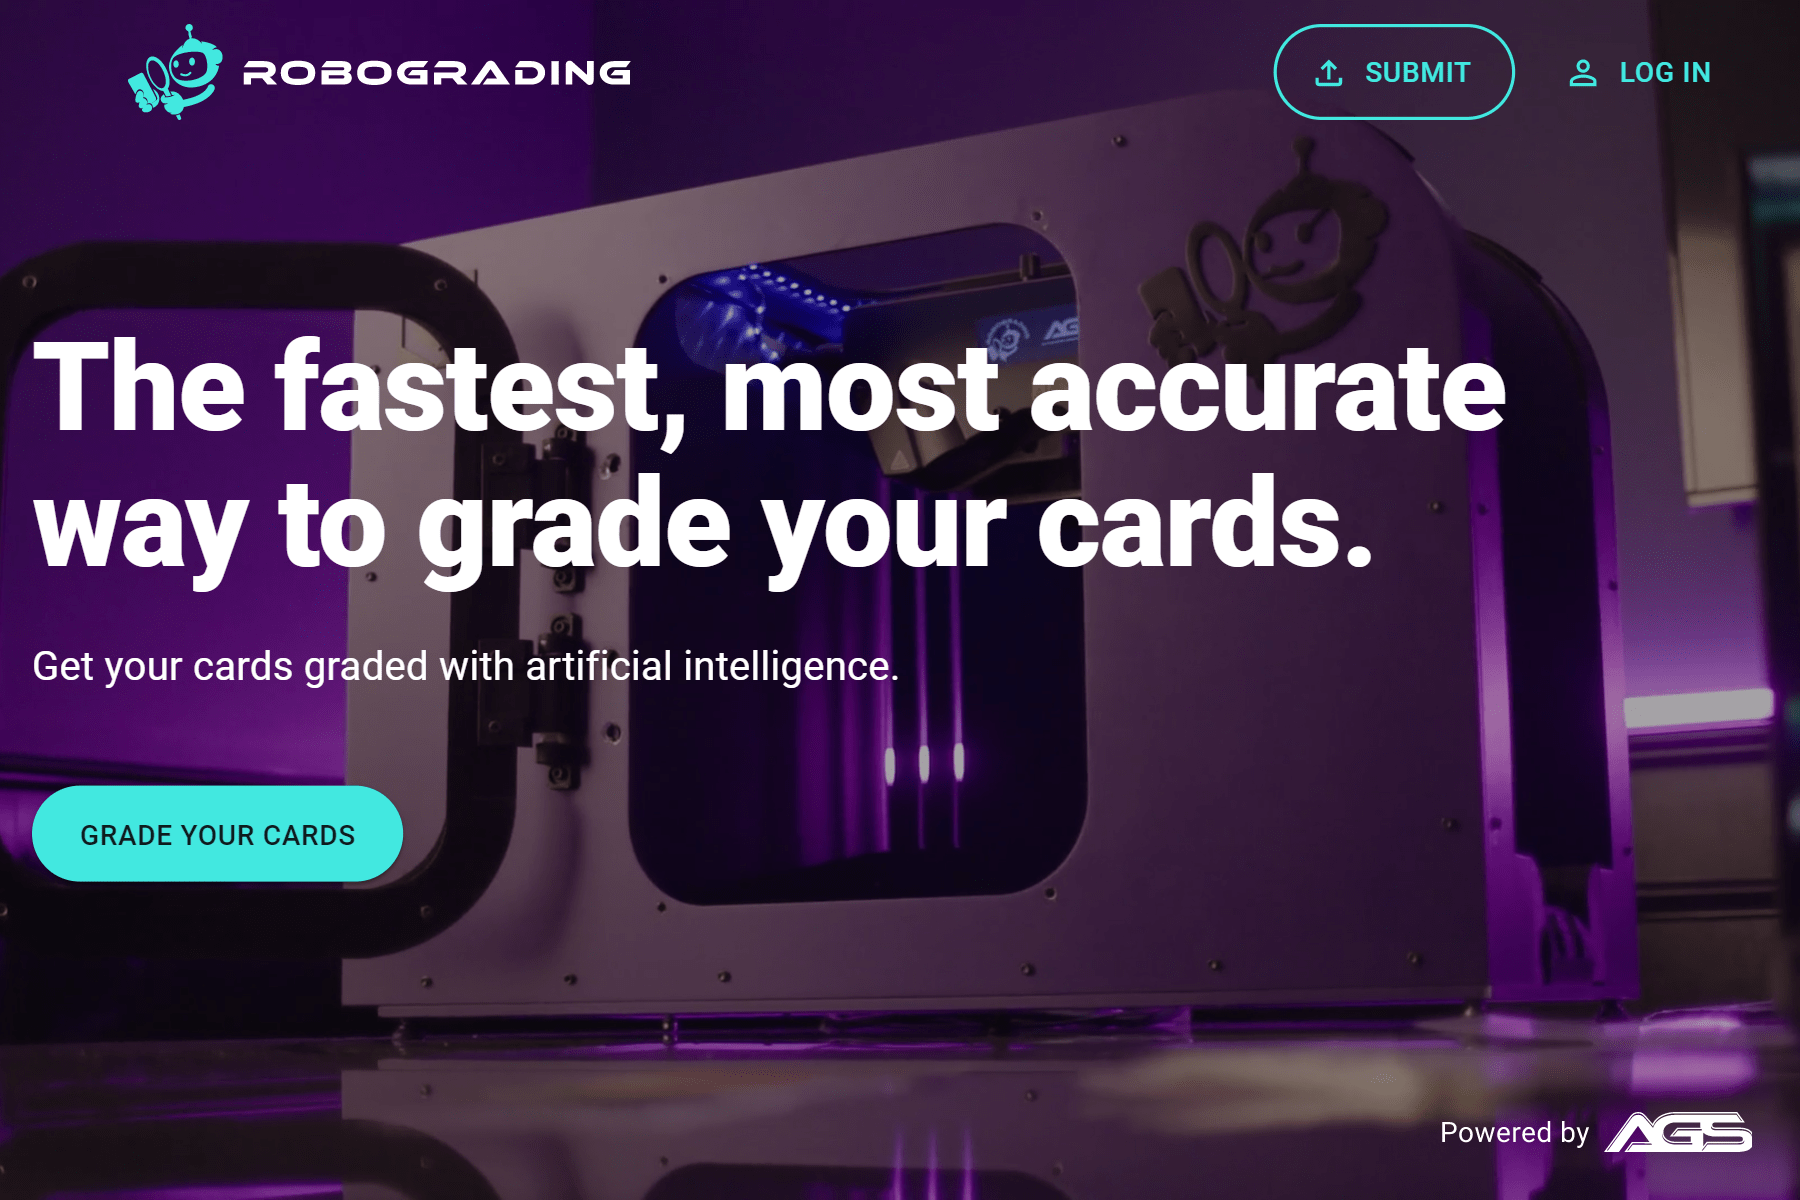 ROBOGRADING
SUBMIT
LOG IN
The fastest, most accurate
way to grade your cards.
Get your cards graded with artificial intelligence.
GRADE YOUR CARDS
Powered by AGS